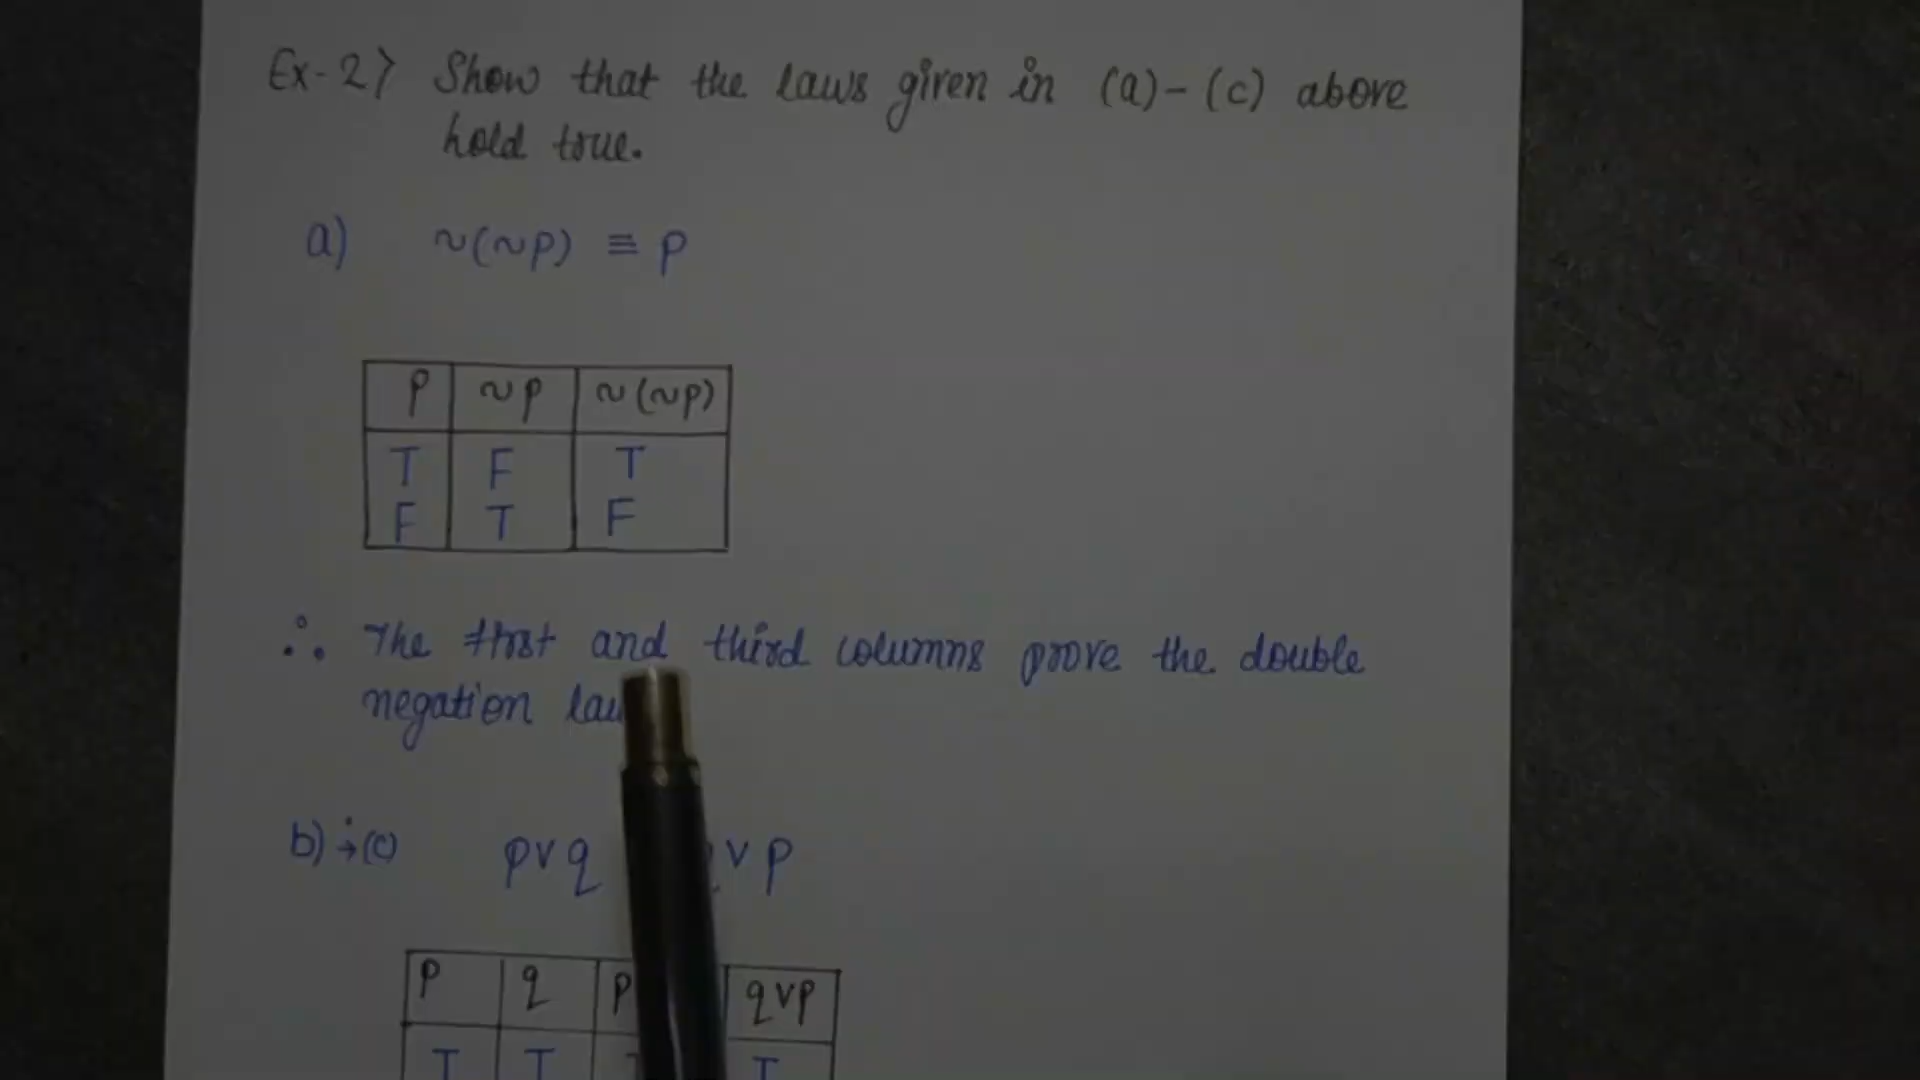 Ex-2) Show that the laws given in (a)-(c) above
hold true.
a) ~(~p) ≡ p
p ~p ~(~p)
T F T
F T F
∴ The first and third columns prove the double
negation
b) (c) p∨q ∨ p
p q p q∨p
T T T